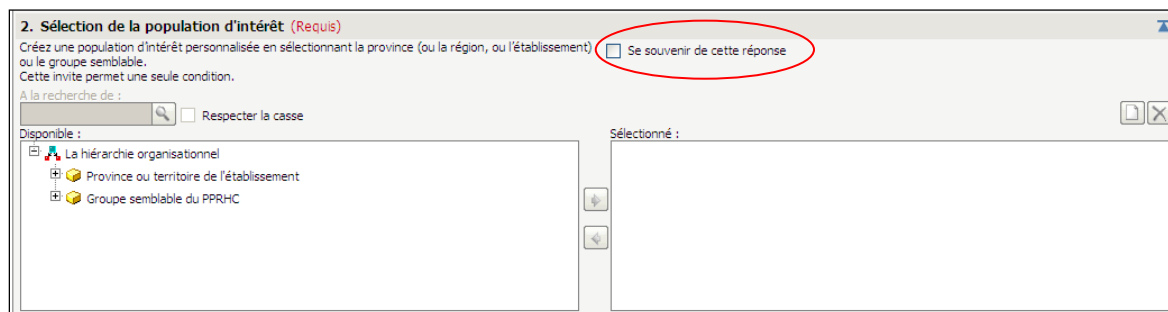 2. Sélection de la population d'intérêt (Requis)
Créez une population d'intérêt personnalisée en sélectionnant la province (ou la région, ou l'établissement)
ou le groupe semblable.
Cette invite permet une seule condition.
Se souvenir de cette réponse
A la recherche de :
Respecter la casse
Disponible :
La hiérarchie organisationnel
Province ou territoire de l'établissement
Groupe semblable du PPRHC
Sélectionné :